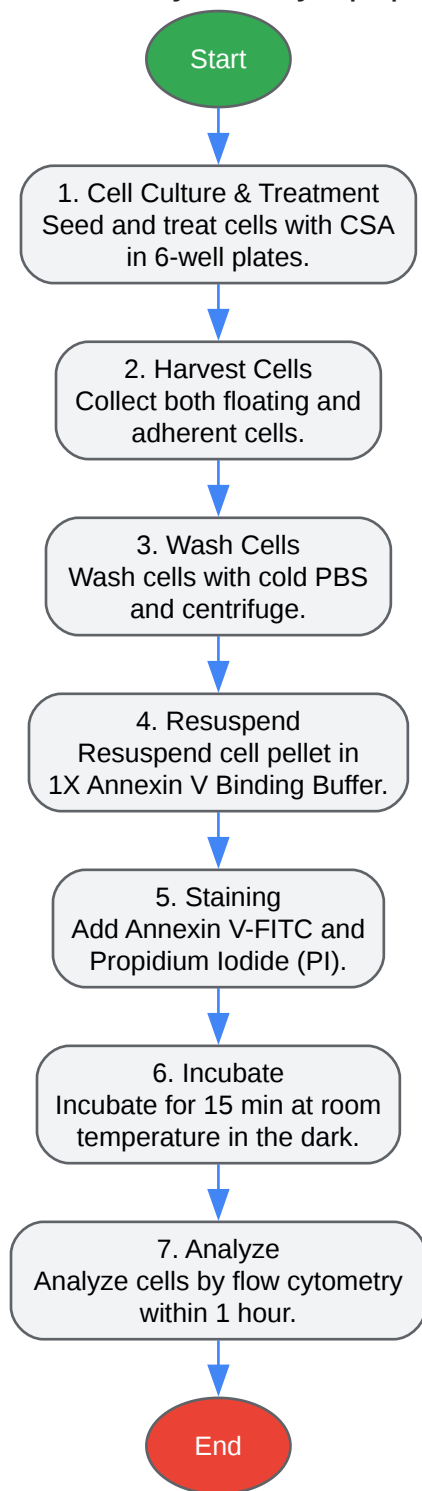 Start
1. Cell Culture & Treatment
Seed and treat cells with CSA
in 6-well plates.
2. Harvest Cells
Collect both floating and
adherent cells.
3. Wash Cells
Wash cells with cold PBS
and centrifuge.
4. Resuspend
Resuspend cell pellet in
1X Annexin V Binding Buffer.
5. Staining
Add Annexin V-FITC and
Propidium Iodide (PI).
6. Incubate
Incubate for 15 min at room
temperature in the dark.
7. Analyze
Analyze cells by flow cytometry
within 1 hour.
End